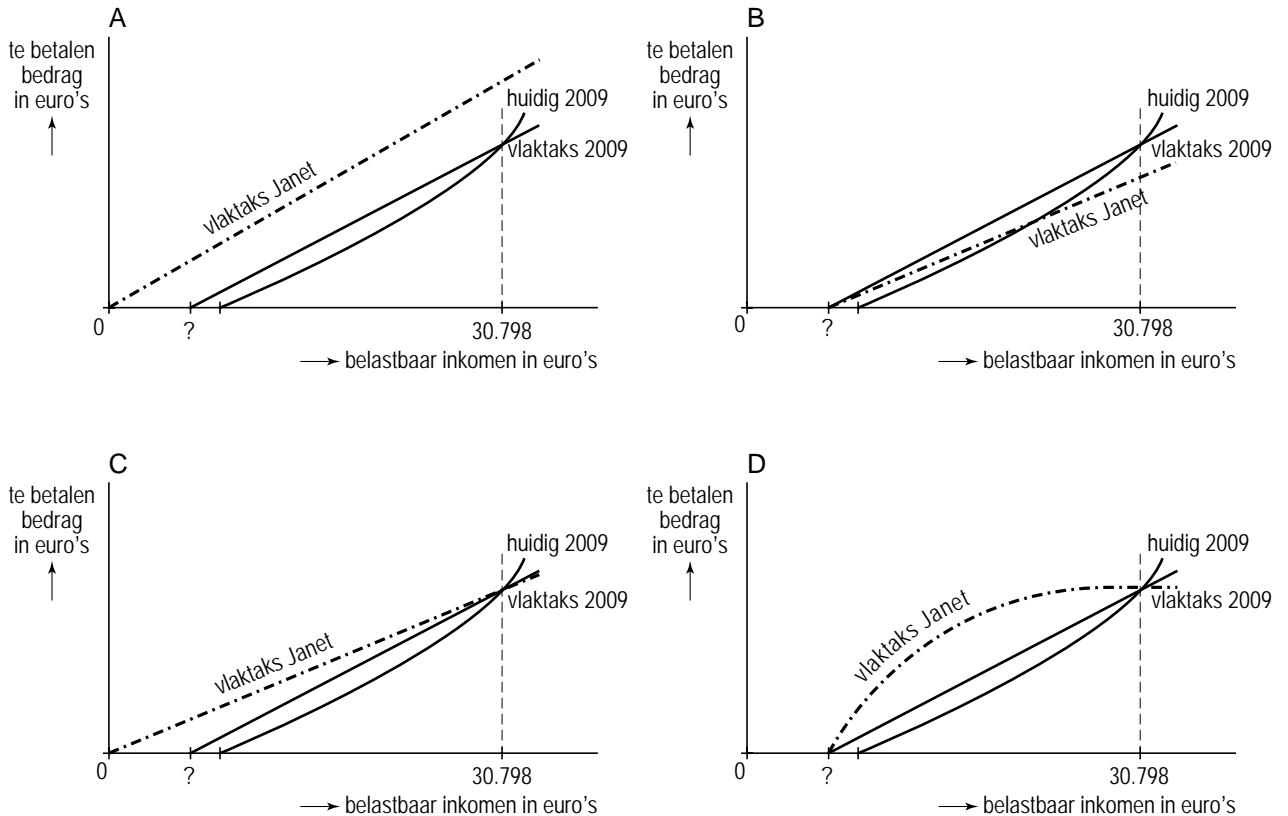 A
te betalen
bedrag
in euro's
huidig 2009
vlaktaks 2009
vlaktaks Janet
0
?
30.798
belastbaar inkomen in euro's
B
te betalen
bedrag
in euro's
huidig 2009
vlaktaks 2009
vlaktaks Janet
0
?
30.798
belastbaar inkomen in euro's
C
te betalen
bedrag
in euro's
huidig 2009
vlaktaks 2009
vlaktaks Janet
0
?
30.798
belastbaar inkomen in euro's
D
te betalen
bedrag
in euro's
huidig 2009
vlaktaks 2009
vlaktaks Janet
0
?
30.798
belastbaar inkomen in euro's